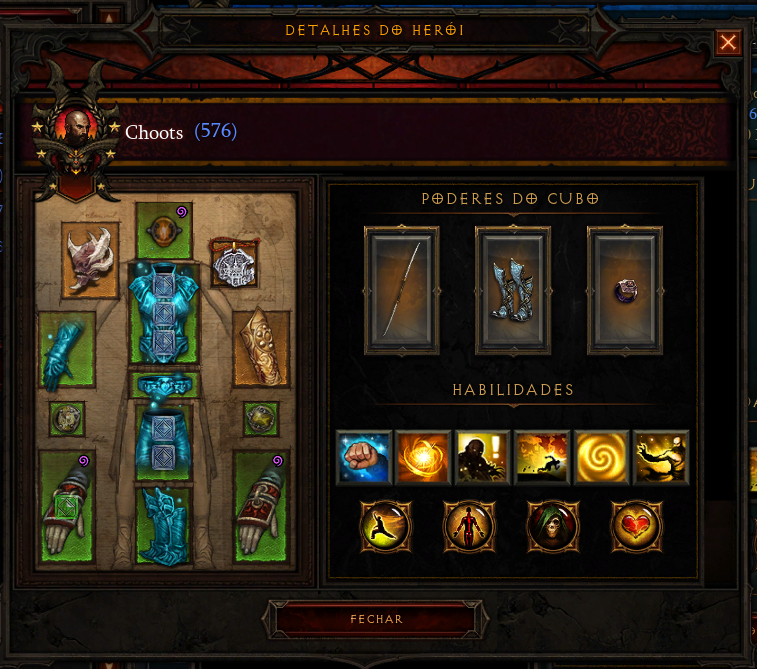 DETALHES DO HERÓI
Choots (576)
PODERES DO CUBO
HABILIDADES
FECHAR